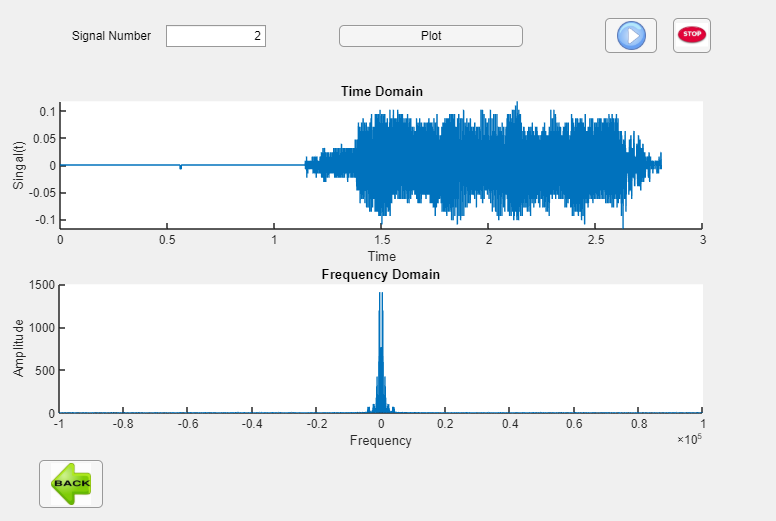 Signal Number 2 Plot STOP
Time Domain
Singal(t)
0.1
0.05
0
-0.05
-0.1
0 0.5 1 1.5 2 2.5 3
Time
Frequency Domain
Amplitude
1500
1000
500
0
-1 -0.8 -0.6 -0.4 -0.2 0 0.2 0.4 0.6 0.8 1
Frequency ×10⁵
BACK